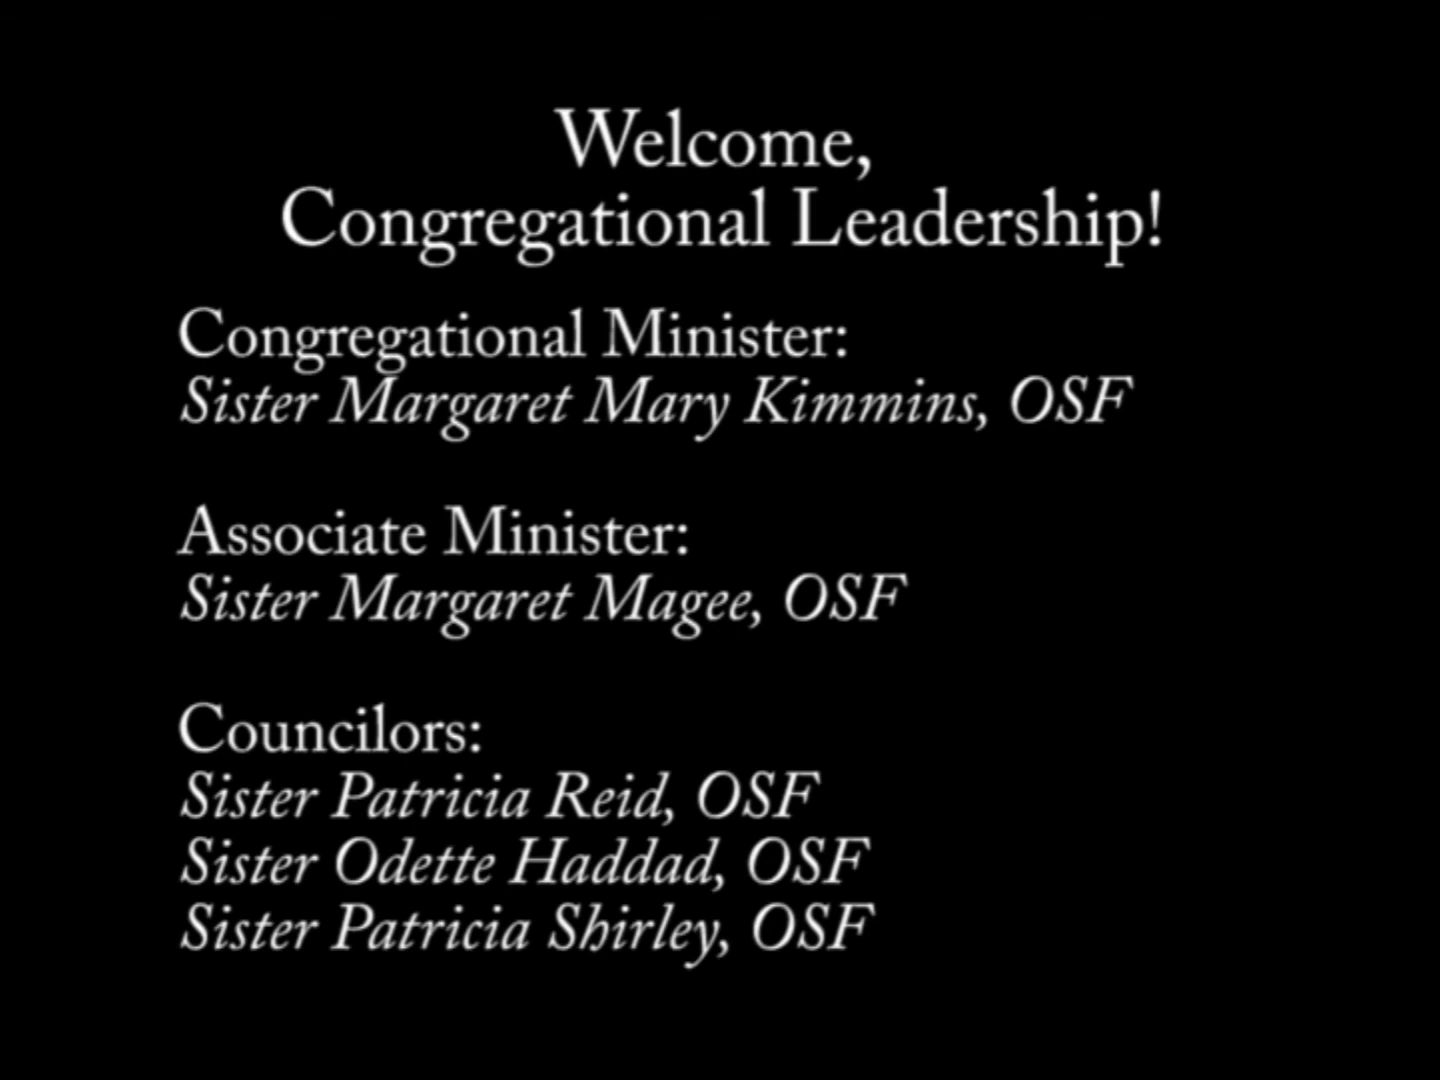 Welcome,
Congregational Leadership!
Congregational Minister:
Sister Margaret Mary Kimmins, OSF
Associate Minister:
Sister Margaret Magee, OSF
Councilors:
Sister Patricia Reid, OSF
Sister Odette Haddad, OSF
Sister Patricia Shirley, OSF